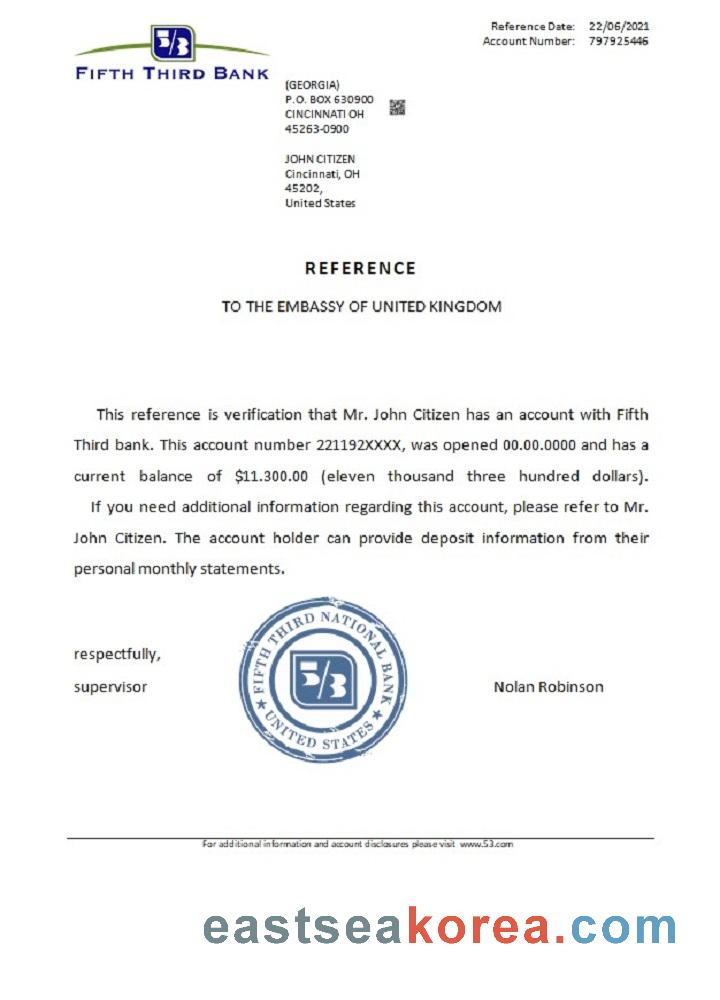 5/3
FIFTH THIRD BANK
Reference Date: 22/06/2021
Account Number: 797925446
(GEORGIA)
P.O. BOX 630900
CINCINNATI OH
45263-0900
JOHN CITIZEN
Cincinnati, OH
45202,
United States
REFERENCE
TO THE EMBASSY OF UNITED KINGDOM
This reference is verification that Mr. John Citizen has an account with Fifth
Third bank. This account number 221192XXXX, was opened 00.00.0000 and has a
current balance of $11.300.00 (eleven thousand three hundred dollars).
If you need additional information regarding this account, please refer to Mr.
John Citizen. The account holder can provide deposit information from their
personal monthly statements.
respectfully,
supervisor
FIFTH THIRD NATIONAL BANK
5/3
UNITED STATES
Nolan Robinson
For additional information and account disclosures please visit www.53.com
eastseakorea.com